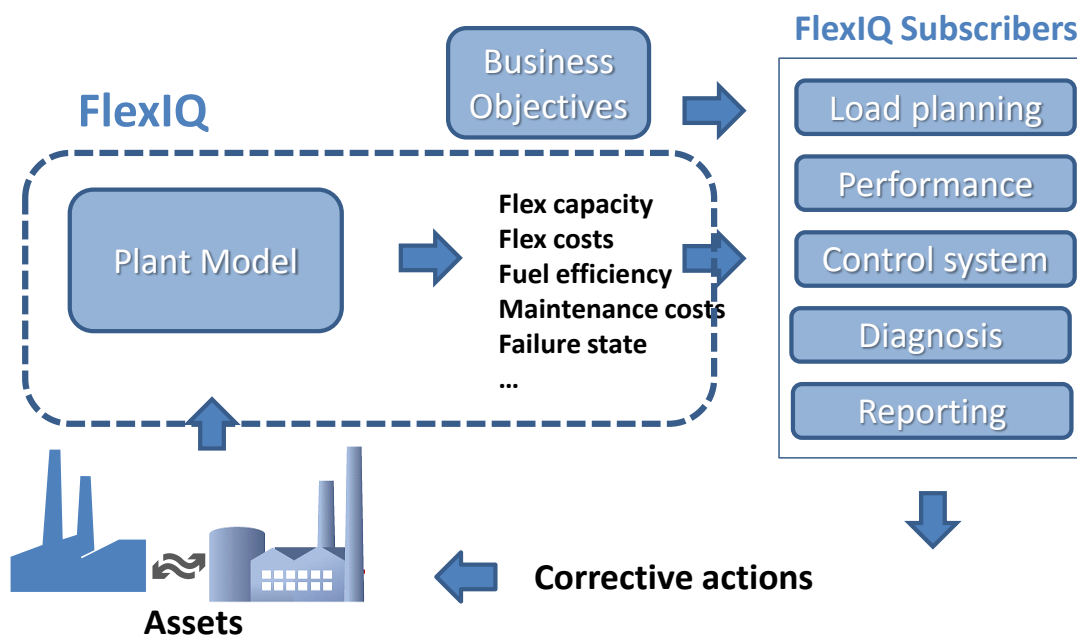 FlexIQ Subscribers
Business
Objectives
Load planning
FlexIQ
Performance
Plant Model
Flex capacity
Flex costs
Fuel efficiency
Maintenance costs
Failure state
...
Control system
Diagnosis
Reporting
Corrective actions
Assets